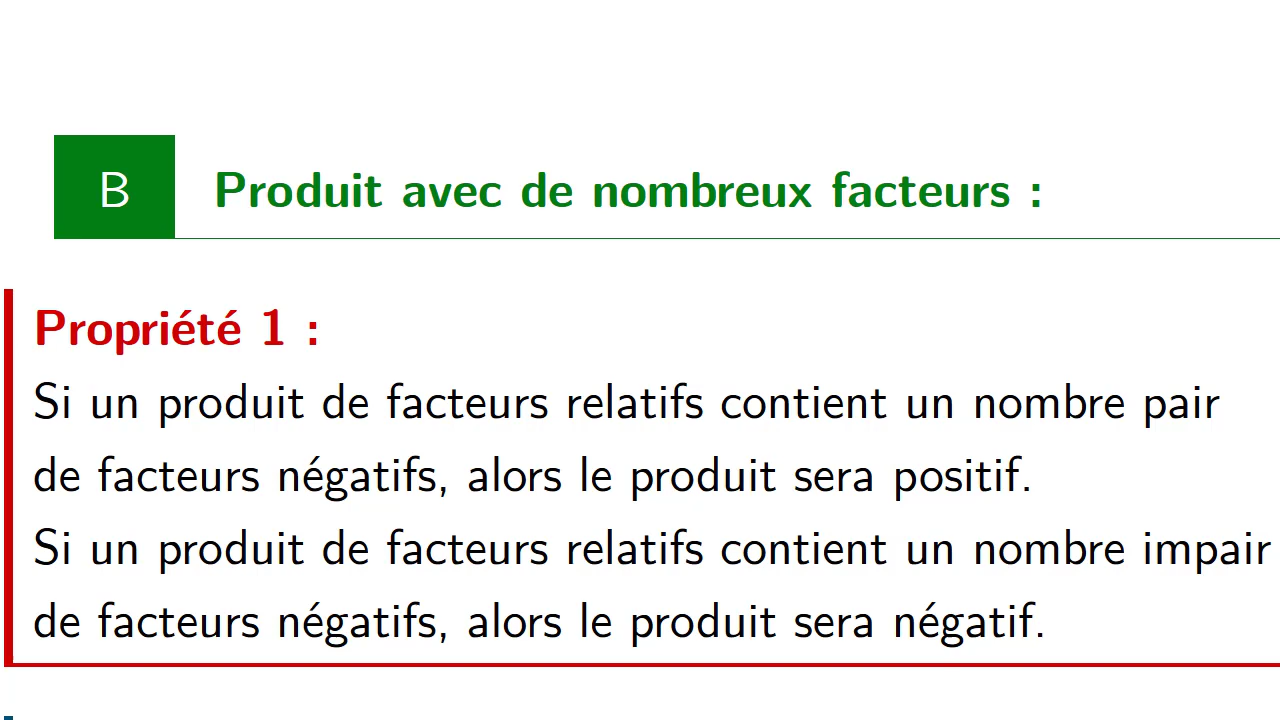 B Produit avec de nombreux facteurs :
Propriété 1 :
Si un produit de facteurs relatifs contient un nombre pair
de facteurs négatifs, alors le produit sera positif.
Si un produit de facteurs relatifs contient un nombre impair
de facteurs négatifs, alors le produit sera négatif.